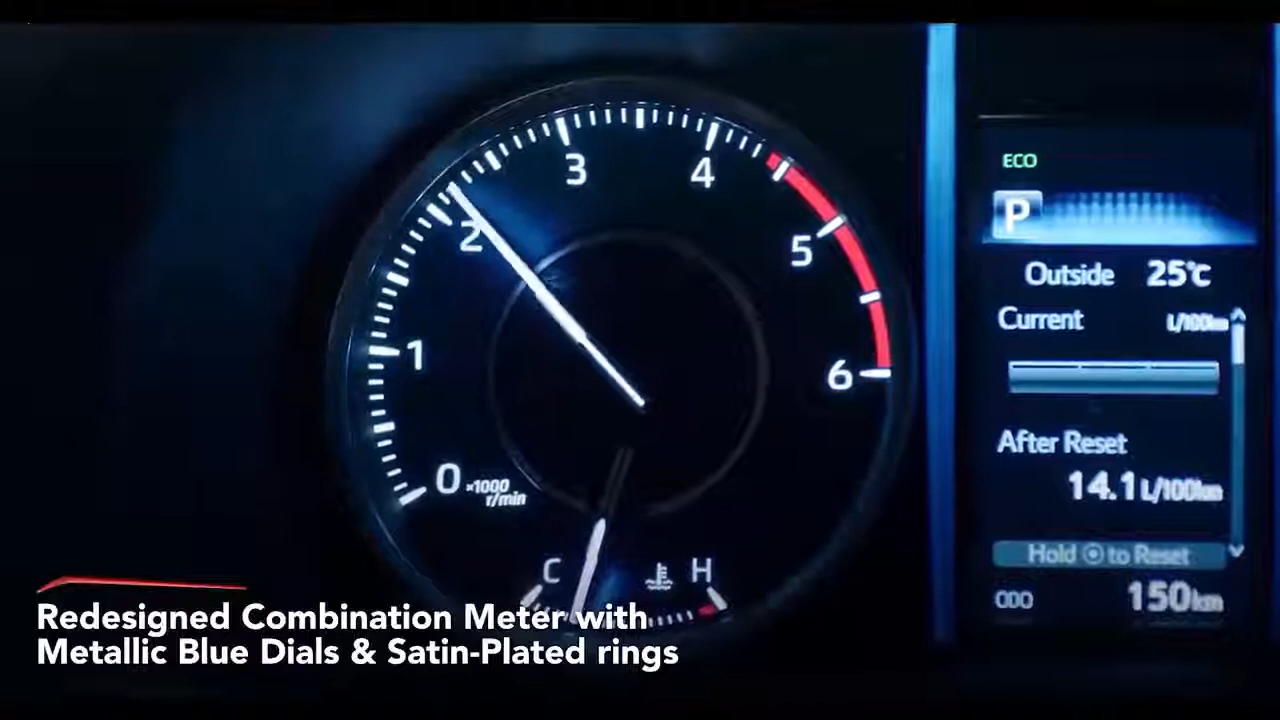 3
4
2
5
1
6
0
×1000
r/min
C
H
ECO
P
Outside 25°C
Current L/100km
After Reset
14.1 L/100km
Hold ⦿ to Reset
ODO 150km
Redesigned Combination Meter with
Metallic Blue Dials & Satin-Plated rings